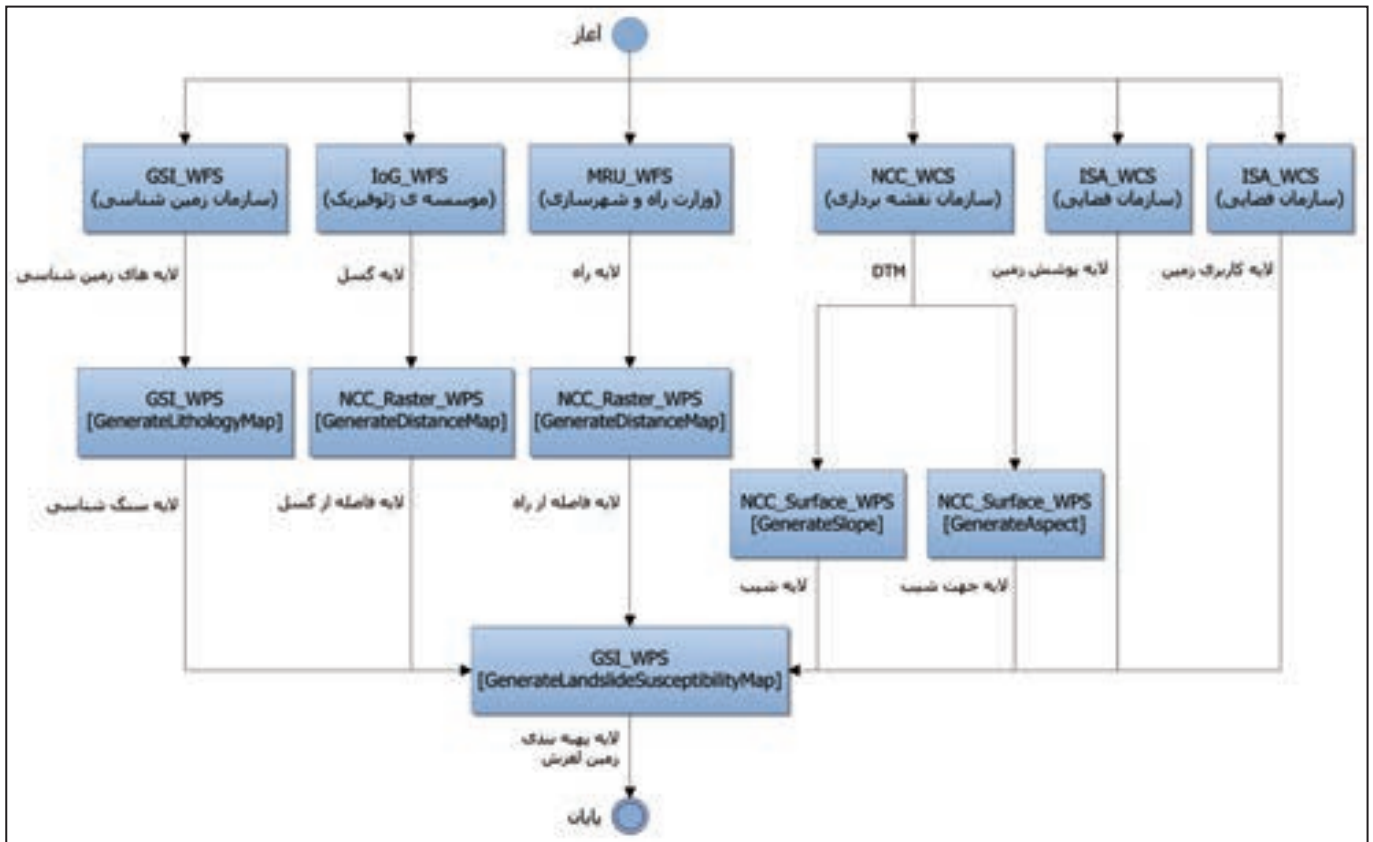 آغاز
GSI_WFS
(سازمان زمین شناسی)
IoG_WFS
(موسسه ی ژئوفیزیک)
MRU_WFS
(وزارت راه و شهرسازی)
NCC_WCS
(سازمان نقشه برداری)
ISA_WCS
(سازمان فضایی)
ISA_WCS
(سازمان فضایی)
لایه های زمین شناسی
لایه گسل
لایه راه
DTM
لایه پوشش زمین
لایه کاربری زمین
GSI_WPS
[GenerateLithologyMap]
NCC_Raster_WPS
[GenerateDistanceMap]
NCC_Raster_WPS
[GenerateDistanceMap]
لایه سنگ شناسی
لایه فاصله از گسل
لایه فاصله از راه
NCC_Surface_WPS
[GenerateSlope]
NCC_Surface_WPS
[GenerateAspect]
لایه شیب
لایه جهت شیب
GSI_WPS
[GenerateLandslideSusceptibilityMap]
لایه پهنه بندی
زمین لغزش
پایان